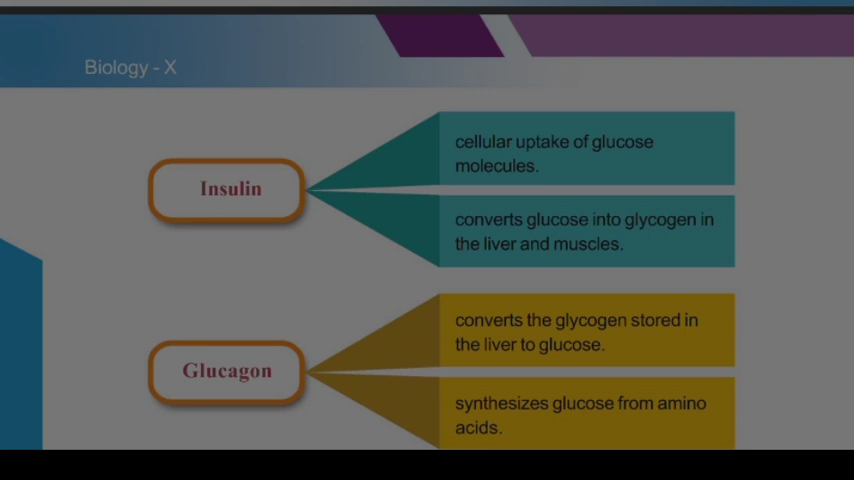 Biology - X
Insulin
cellular uptake of glucose
molecules.
converts glucose into glycogen in
the liver and muscles.
Glucagon
converts the glycogen stored in
the liver to glucose.
synthesizes glucose from amino
acids.